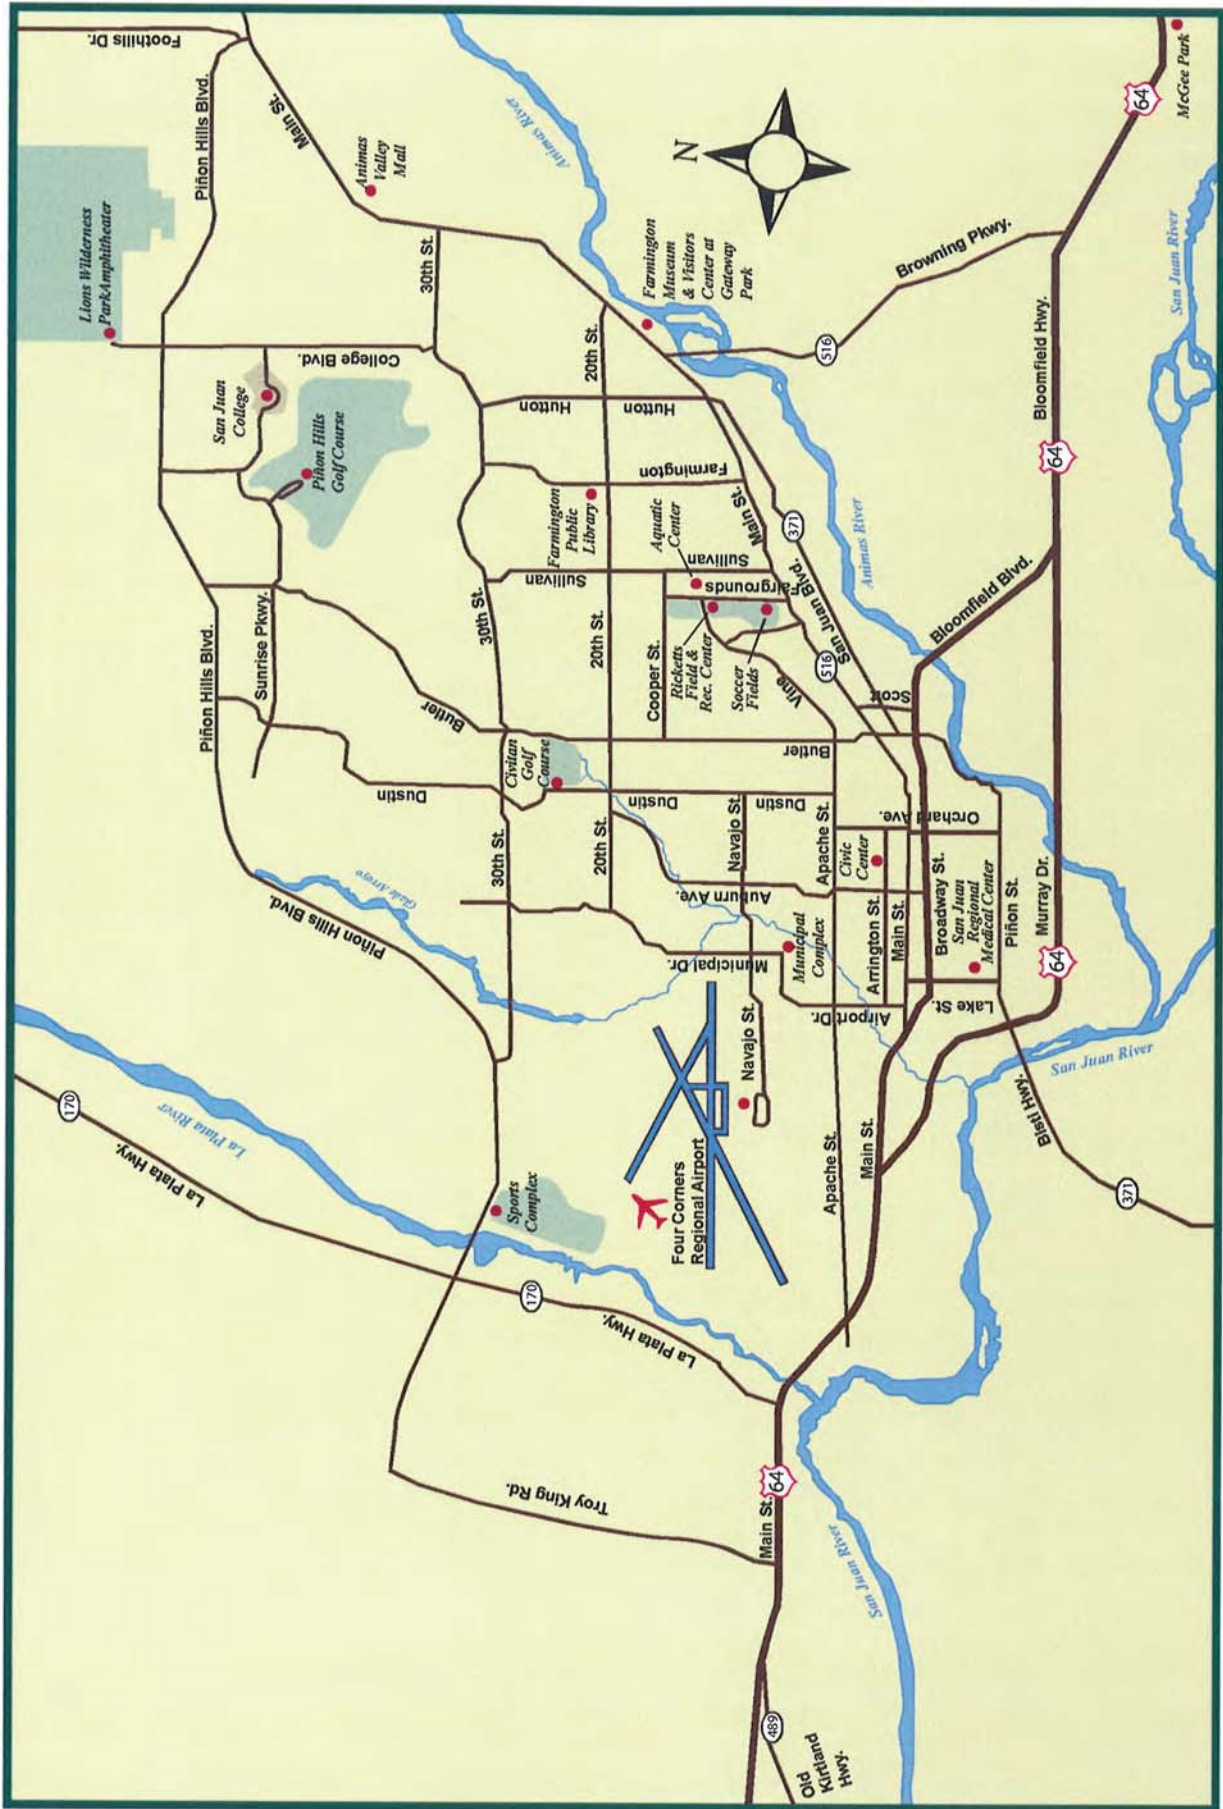 Foothills Dr.
Piñon Hills Blvd.
Main St.
Animas
Valley
Mall
Animas River
64
McGee Park
Lions Wilderness
ParkAmphitheater
30th St.
College Blvd.
N
Farmington
Museum
& Visitors
Center at
Gateway
Park
Browning Pkwy.
San Juan River
San Juan
College
Piñon Hills
Golf Course
Hutton
20th St.
Hutton
516
Bloomfield Hwy.
64
Farmington
Farmington
Public
Library
Aquatic
Center
Main St.
371
Animas River
Sullivan
Sullivan
Fairgrounds
San Juan Blvd.
Bloomfield Blvd.
Piñon Hills Blvd.
Sunrise Pkwy.
30th St.
20th St.
Cooper St.
Ricketts
Field &
Rec. Center
Soccer
Fields
Vine
516
Scott
Butler
Butler
Civitan
Golf
Course
Dustin
Dustin
Dustin
Navajo St.
Apache St.
Orchard Ave.
30th St.
20th St.
Auburn Ave.
Civic
Center
Arrington St.
Main St.
Broadway St.
San Juan
Regional
Medical Center
Piñon St.
Murray Dr.
64
Glade Arroyo
Piñon Hills Blvd.
Municipal Dr.
Municipal
Complex
Airport Dr.
Lake St.
Navajo St.
San Juan River
Bisti Hwy.
371
170
La Plata River
La Plata Hwy.
Sports
Complex
Four Corners
Regional Airport
Apache St.
Main St.
170
La Plata Hwy.
Troy King Rd.
Main St.
64
San Juan River
489
Old
Kirtland
Hwy.